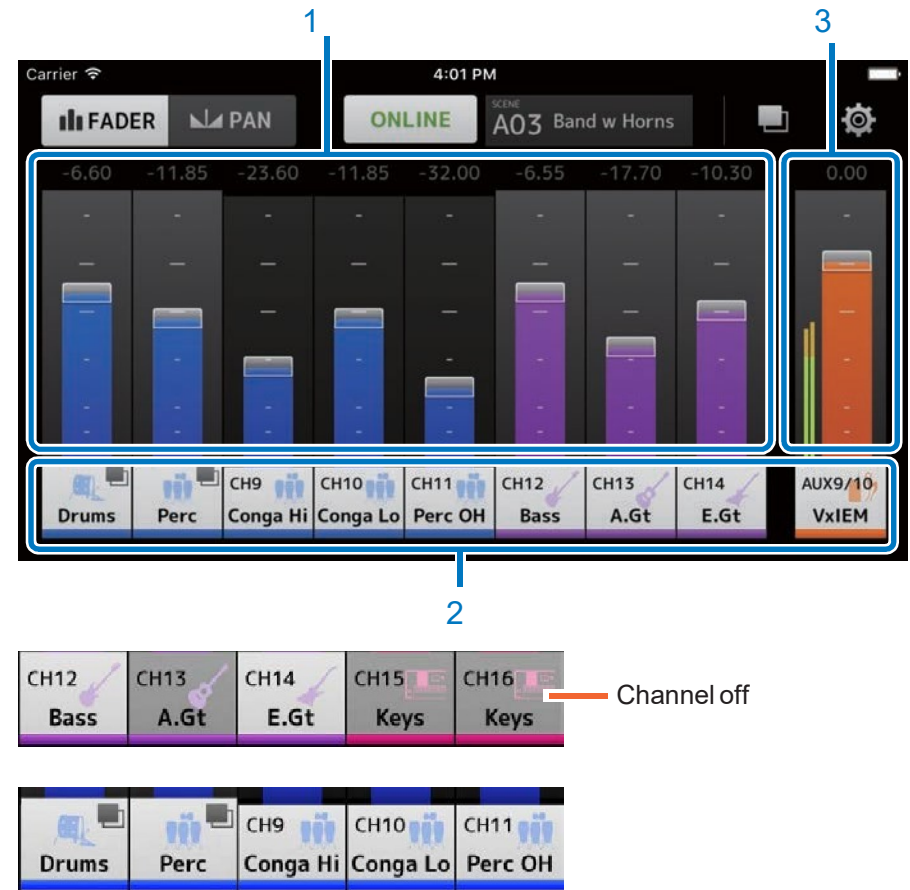 1 3
Carrier 4:01 PM
FADER PAN ONLINE SCENE A03 Band w Horns
-6.60 -11.85 -23.60 -11.85 -32.00 -6.55 -17.70 -10.30 0.00
CH9 CH10 CH11 CH12 CH13 CH14 AUX9/10
Drums Perc Conga Hi Conga Lo Perc OH Bass A.Gt E.Gt VxIEM
2
CH12 CH13 CH14 CH15 CH16
Bass A.Gt E.Gt Keys Keys
Channel off
CH9 CH10 CH11
Drums Perc Conga Hi Conga Lo Perc OH